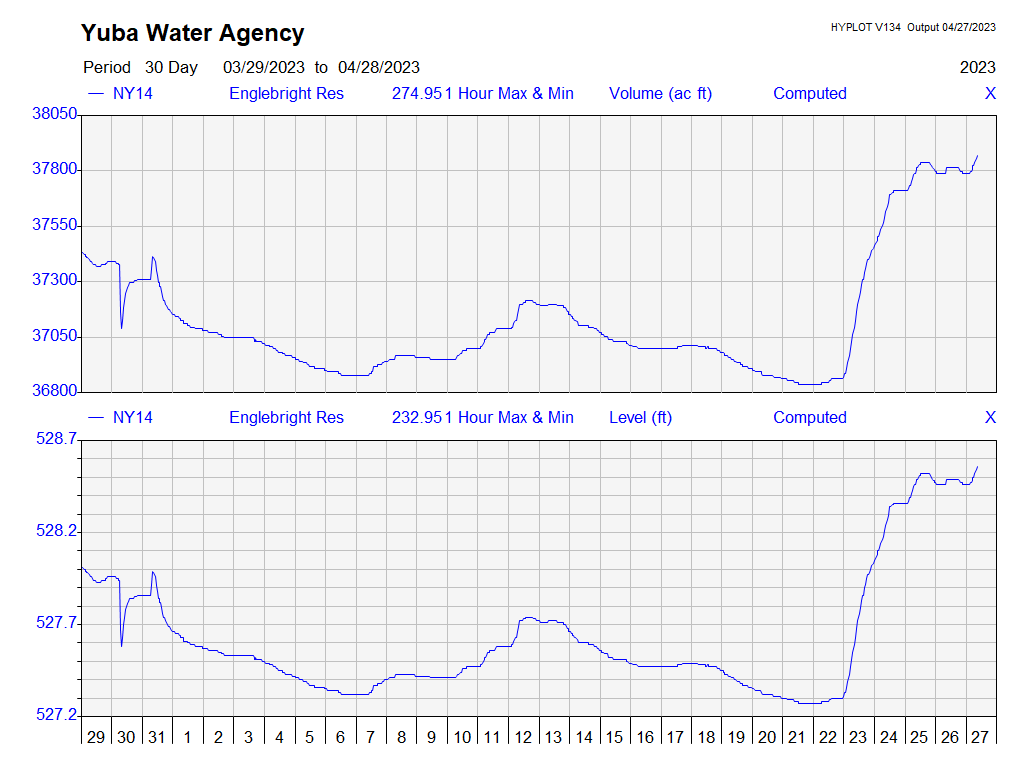 Yuba Water Agency
HYPLOT V134 Output 04/27/2023
Period 30 Day 03/29/2023 to 04/28/2023 2023
NY14 Englebright Res 274.951 Hour Max & Min Volume (ac ft) Computed X
38050
37800
37550
37300
37050
36800
NY14 Englebright Res 232.951 Hour Max & Min Level (ft) Computed X
528.7
528.2
527.7
527.2
29 30 31 1 2 3 4 5 6 7 8 9 10 11 12 13 14 15 16 17 18 19 20 21 22 23 24 25 26 27